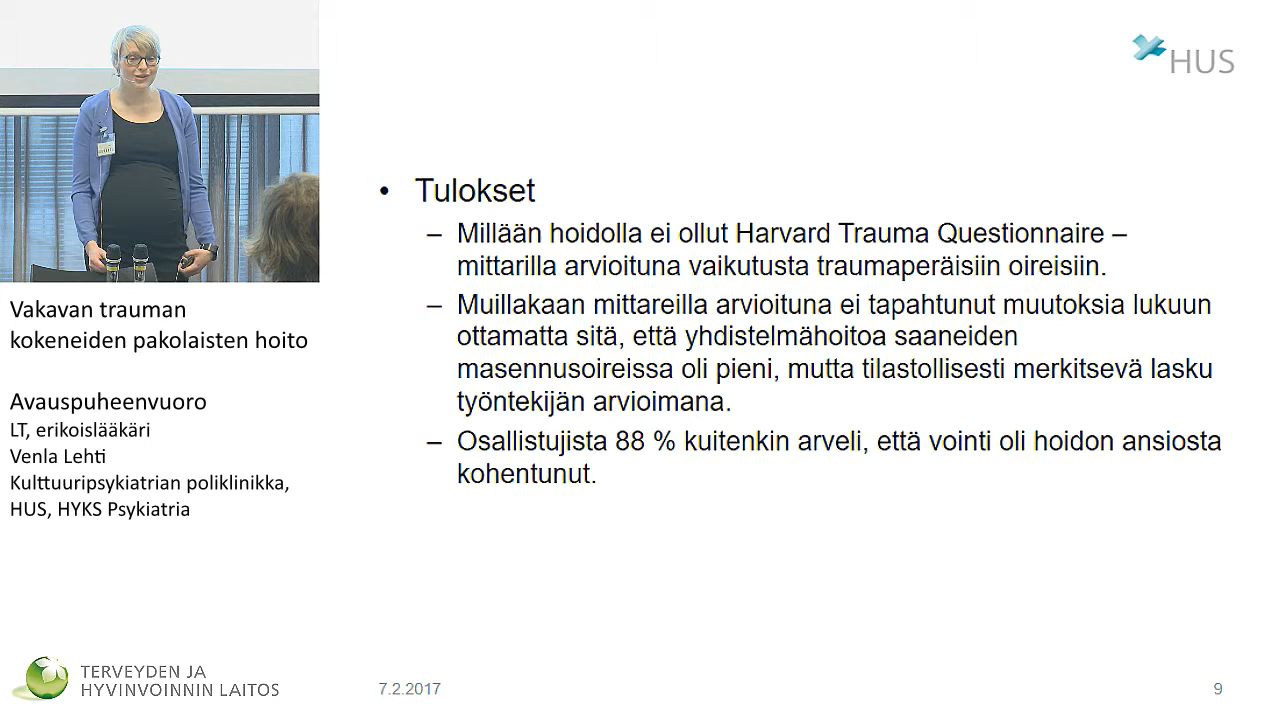 HUS
• Tulokset
– Millään hoidolla ei ollut Harvard Trauma Questionnaire –
mittarilla arvioituna vaikutusta traumaperäisiin oireisiin.
– Muillakaan mittareilla arvioituna ei tapahtunut muutoksia lukuun
ottamatta sitä, että yhdistelmähoitoa saaneiden
masennusoireissa oli pieni, mutta tilastollisesti merkitsevä lasku
työntekijän arvioimana.
– Osallistujista 88 % kuitenkin arveli, että vointi oli hoidon ansiosta
kohentunut.
Vakavan trauman
kokeneiden pakolaisten hoito
Avauspuheenvuoro
LT, erikoislääkäri
Venla Lehti
Kulttuuripsykiatrian poliklinikka,
HUS, HYKS Psykiatria
TERVEYDEN JA
HYVINVOINNIN LAITOS
7.2.2017
9